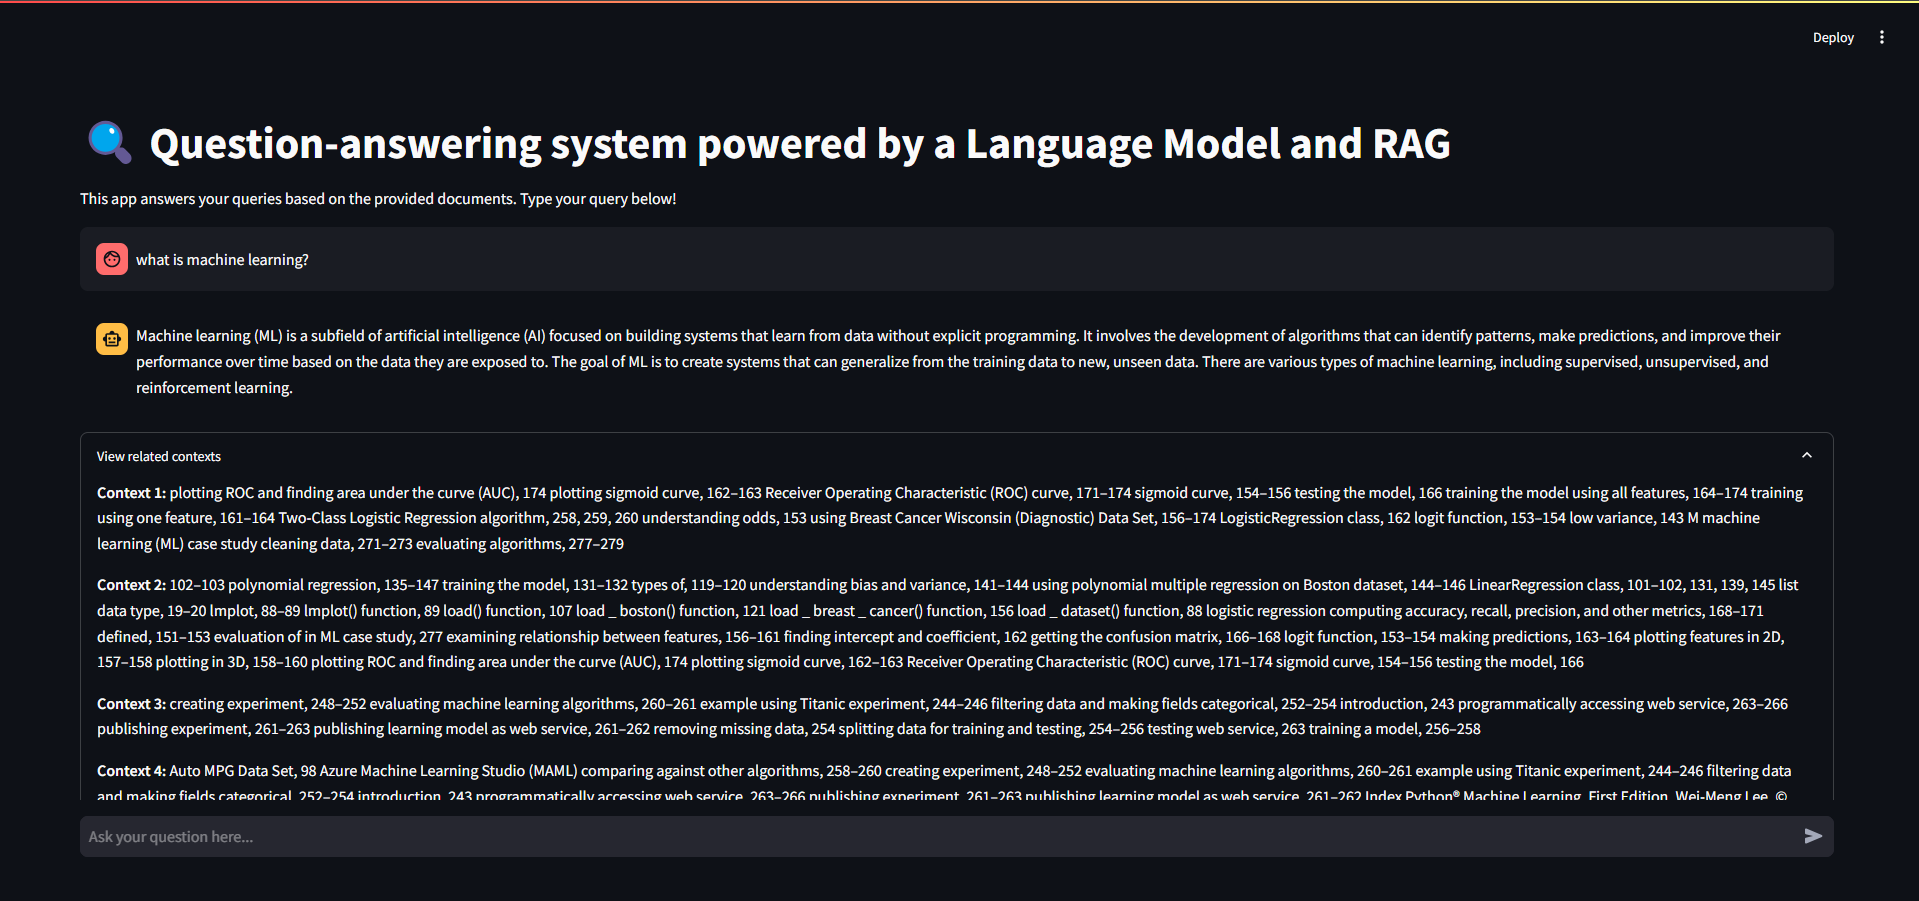 Deploy
Question-answering system powered by a Language Model and RAG
This app answers your queries based on the provided documents. Type your query below!
what is machine learning?
Machine learning (ML) is a subfield of artificial intelligence (AI) focused on building systems that learn from data without explicit programming. It involves the development of algorithms that can identify patterns, make predictions, and improve their
performance over time based on the data they are exposed to. The goal of ML is to create systems that can generalize from the training data to new, unseen data. There are various types of machine learning, including supervised, unsupervised, and
reinforcement learning.
View related contexts
Context 1: plotting ROC and finding area under the curve (AUC), 174 plotting sigmoid curve, 162–163 Receiver Operating Characteristic (ROC) curve, 171–174 sigmoid curve, 154–156 testing the model, 166 training the model using all features, 164–174 training
using one feature, 161–164 Two-Class Logistic Regression algorithm, 258, 259, 260 understanding odds, 153 using Breast Cancer Wisconsin (Diagnostic) Data Set, 156–174 LogisticRegression class, 162 logit function, 153–154 low variance, 143 M machine
learning (ML) case study cleaning data, 271–273 evaluating algorithms, 277–279
Context 2: 102–103 polynomial regression, 135–147 training the model, 131–132 types of, 119–120 understanding bias and variance, 141–144 using polynomial multiple regression on Boston dataset, 144–146 LinearRegression class, 101–102, 131, 139, 145 list
data type, 19–20 lmplot, 88–89 lmplot() function, 89 load() function, 107 load _ boston() function, 121 load _ breast _ cancer() function, 156 load _ dataset() function, 88 logistic regression computing accuracy, recall, precision, and other metrics, 168–171
defined, 151–153 evaluation of in ML case study, 277 examining relationship between features, 156–161 finding intercept and coefficient, 162 getting the confusion matrix, 166–168 logit function, 153–154 making predictions, 163–164 plotting features in 2D,
157–158 plotting in 3D, 158–160 plotting ROC and finding area under the curve (AUC), 174 plotting sigmoid curve, 162–163 Receiver Operating Characteristic (ROC) curve, 171–174 sigmoid curve, 154–156 testing the model, 166
Context 3: creating experiment, 248–252 evaluating machine learning algorithms, 260–261 example using Titanic experiment, 244–246 filtering data and making fields categorical, 252–254 introduction, 243 programmatically accessing web service, 263–266
publishing experiment, 261–263 publishing learning model as web service, 261–262 removing missing data, 254 splitting data for training and testing, 254–256 testing web service, 263 training a model, 256–258
Context 4: Auto MPG Data Set, 98 Azure Machine Learning Studio (MAML) comparing against other algorithms, 258–260 creating experiment, 248–252 evaluating machine learning algorithms, 260–261 example using Titanic experiment, 244–246 filtering data
and making fields categorical, 252–254 introduction, 243 programmatically accessing web service, 263–266 publishing experiment, 261–263 publishing learning model as web service, 261–262 Index Python® Machine Learning, First Edition. Wei-Meng Lee. ©
Ask your question here...